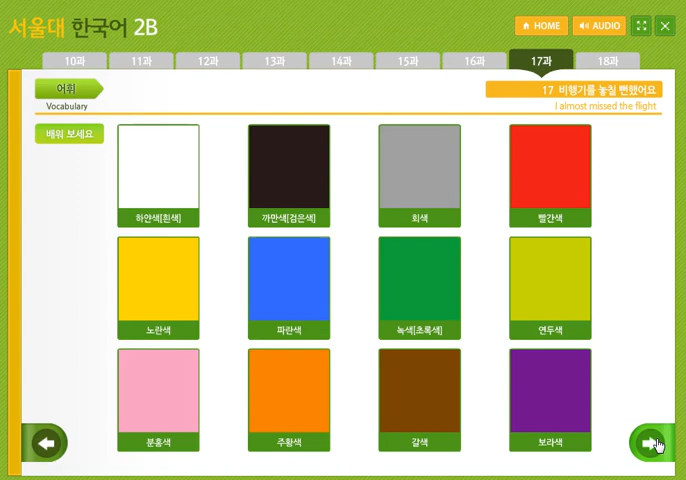 서울대 한국어 2B
HOME
AUDIO
10과 11과 12과 13과 14과 15과 16과 17과 18과
어휘
Vocabulary
17 비행기를 놓칠 뻔했어요
I almost missed the flight
배워 보세요
하얀색[흰색] 까만색[검은색] 회색 빨간색
노란색 파란색 녹색[초록색] 연두색
분홍색 주황색 갈색 보라색